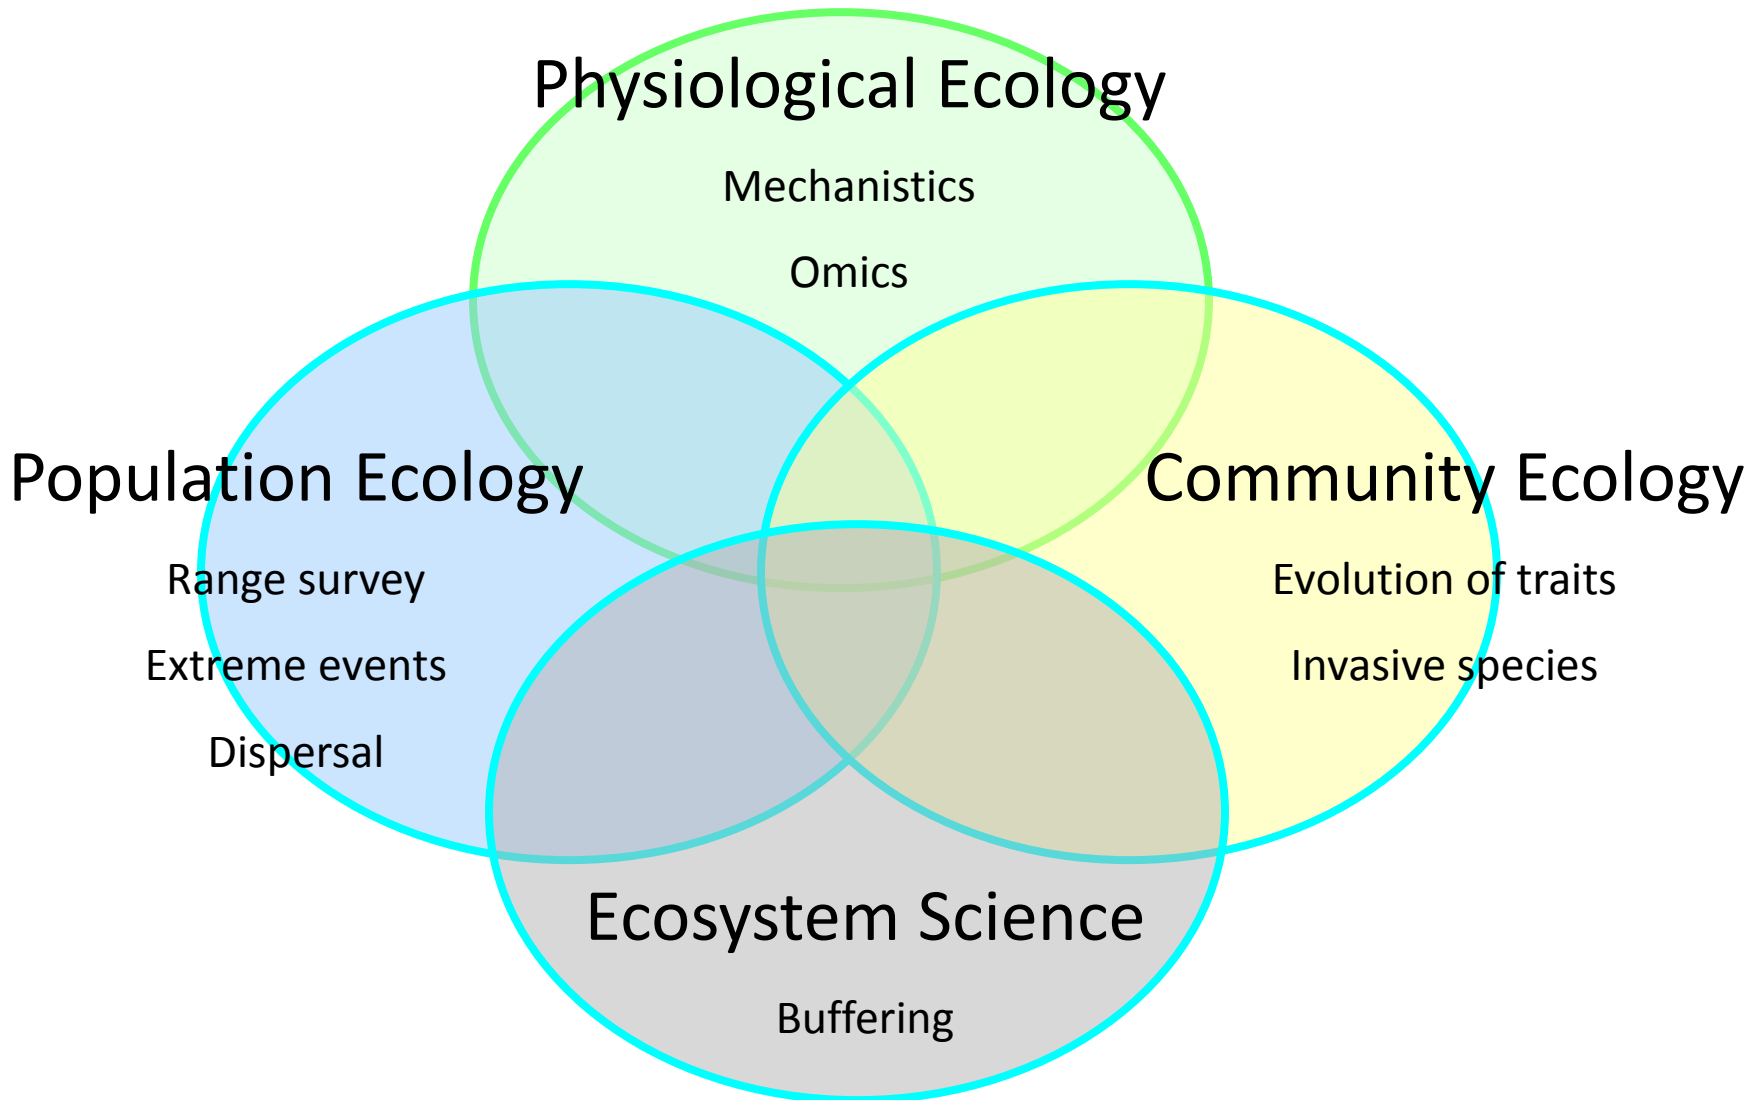 Physiological Ecology
Mechanistics
Omics
Population Ecology
Range survey
Extreme events
Dispersal
Community Ecology
Evolution of traits
Invasive species
Ecosystem Science
Buffering